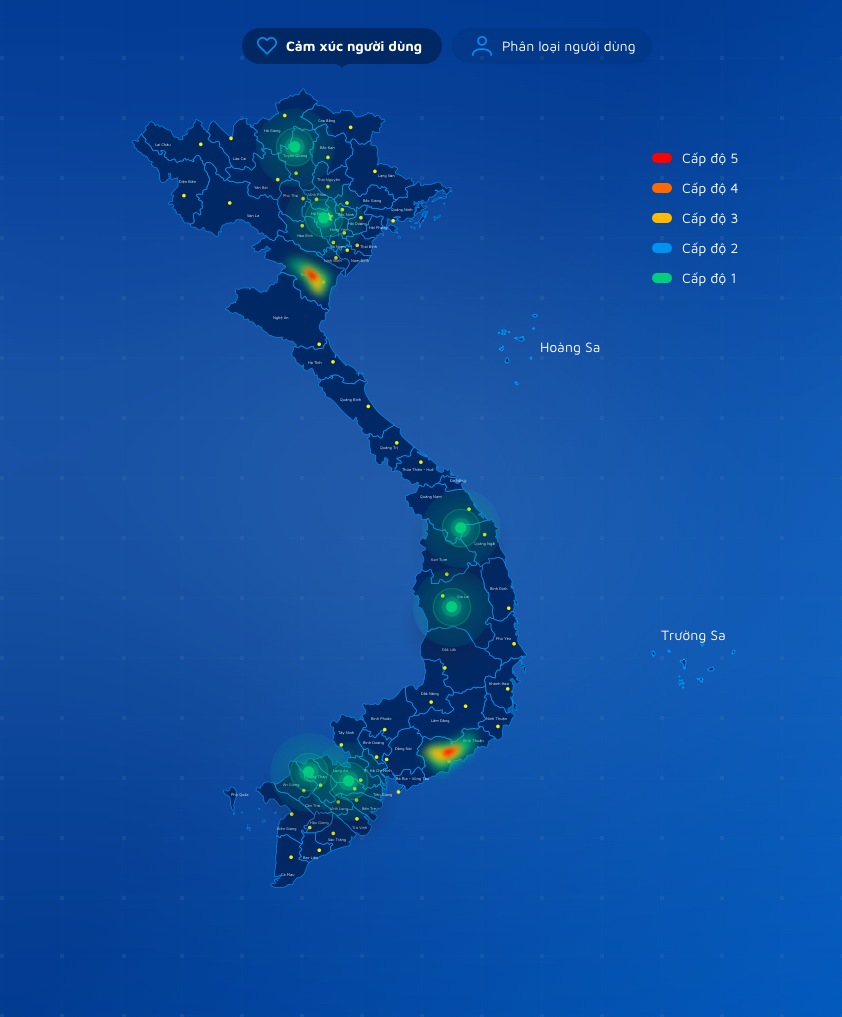 Cảm xúc người dùng
Phân loại người dùng
Cấp độ 5
Cấp độ 4
Cấp độ 3
Cấp độ 2
Cấp độ 1
Hoàng Sa
Trường Sa
Hà Giang
Cao Bằng
Lai Châu
Lào Cai
Tuyên Quang
Bắc Kạn
Điện Biên
Yên Bái
Thái Nguyên
Lạng Sơn
Phú Thọ
Vĩnh Phúc
Bắc Giang
Sơn La
Bắc Ninh
Quảng Ninh
Hải Dương
Hải Phòng
Hòa Bình
Thái Bình
Nam Định
Nghệ An
Hà Tĩnh
Quảng Bình
Quảng Trị
Thừa Thiên - Huế
Đà Nẵng
Quảng Nam
Quảng Ngãi
Kon Tum
Gia Lai
Bình Định
Phú Yên
Đắk Lắk
Khánh Hòa
Đắk Nông
Bình Phước
Lâm Đồng
Ninh Thuận
Tây Ninh
Bình Dương
Đồng Nai
Bình Thuận
Long An
Hồ Chí Minh
Bà Rịa - Vũng Tàu
An Giang
Phú Quốc
Tiền Giang
Cần Thơ
Vĩnh Long
Bến Tre
Kiên Giang
Hậu Giang
Trà Vinh
Sóc Trăng
Bạc Liêu
Cà Mau